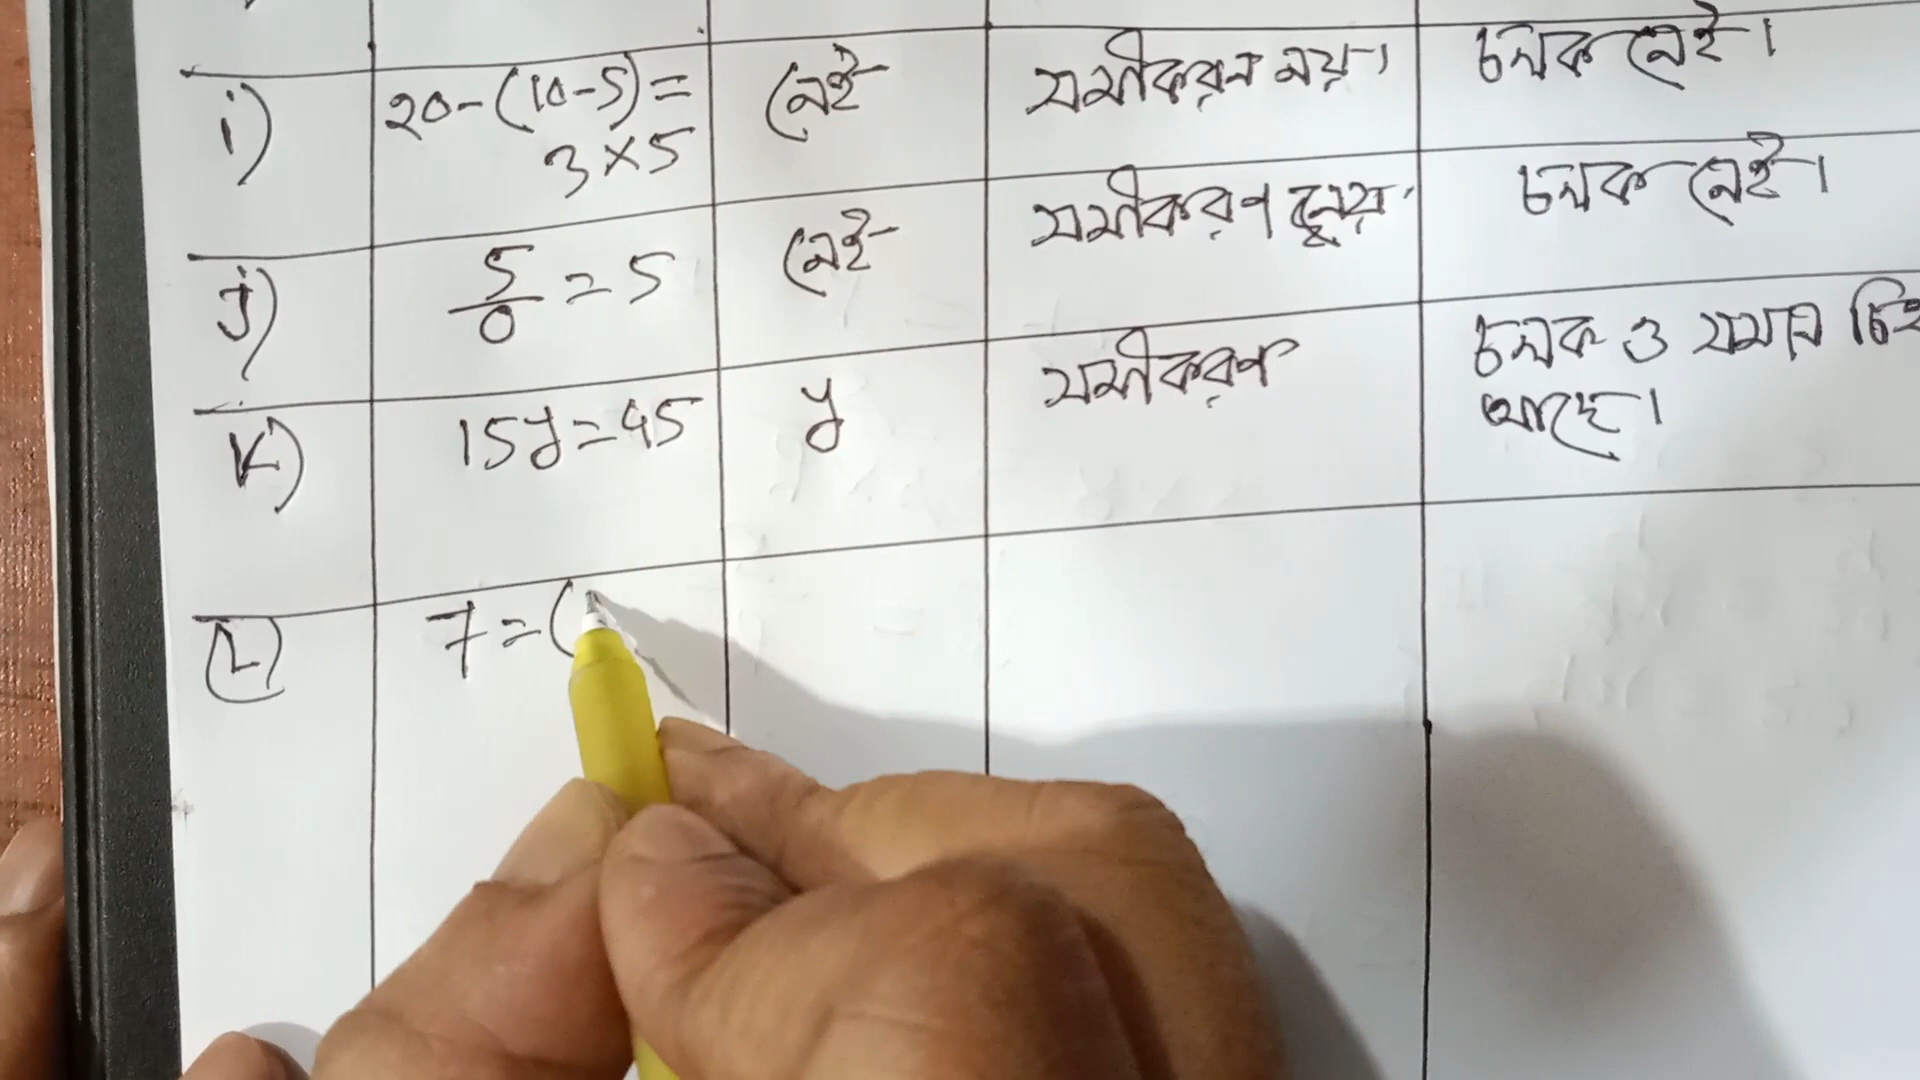 i) 20-(10-5)= নেই সমীকরণ নয়। চলক নেই।
3×5
J) 5/0 = 5 নেই সমীকরণ নয়। চলক নেই।
K) 15y=45 y সমীকরণ চলক ও সমান
আছে।
L) 7=(